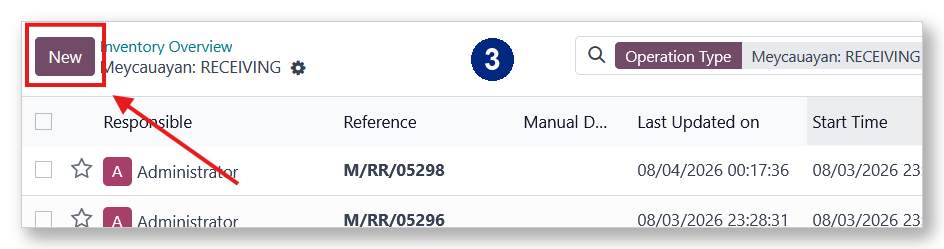 New
Inventory Overview
Meycauayan: RECEIVING
3
Operation Type Meycauayan: RECEIVING
Responsible Reference Manual D... Last Updated on Start Time
A Administrator M/RR/05298 08/04/2026 00:17:36 08/03/2026 23
A Administrator M/RR/05296 08/03/2026 23:28:31 08/03/2026 23